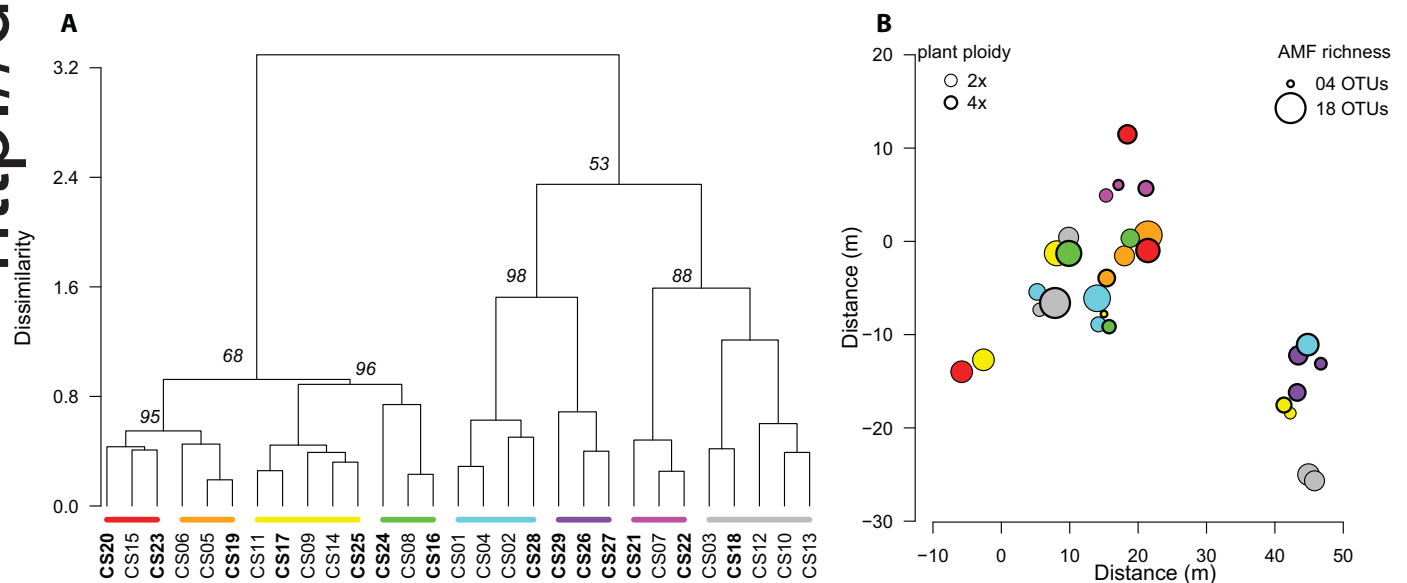 A
3.2
2.4
1.6
0.8
0.0
Dissimilarity
53
98
88
68
96
95
CS20
CS15
CS23
CS06
CS05
CS19
CS11
CS17
CS09
CS14
CS25
CS24
CS08
CS16
CS01
CS04
CS02
CS28
CS29
CS26
CS27
CS21
CS07
CS22
CS03
CS18
CS12
CS10
CS13
B
plant ploidy
2x
4x
AMF richness
04 OTUs
18 OTUs
20
10
0
−10
−20
−30
Distance (m)
−10 0 10 20 30 40 50
Distance (m)